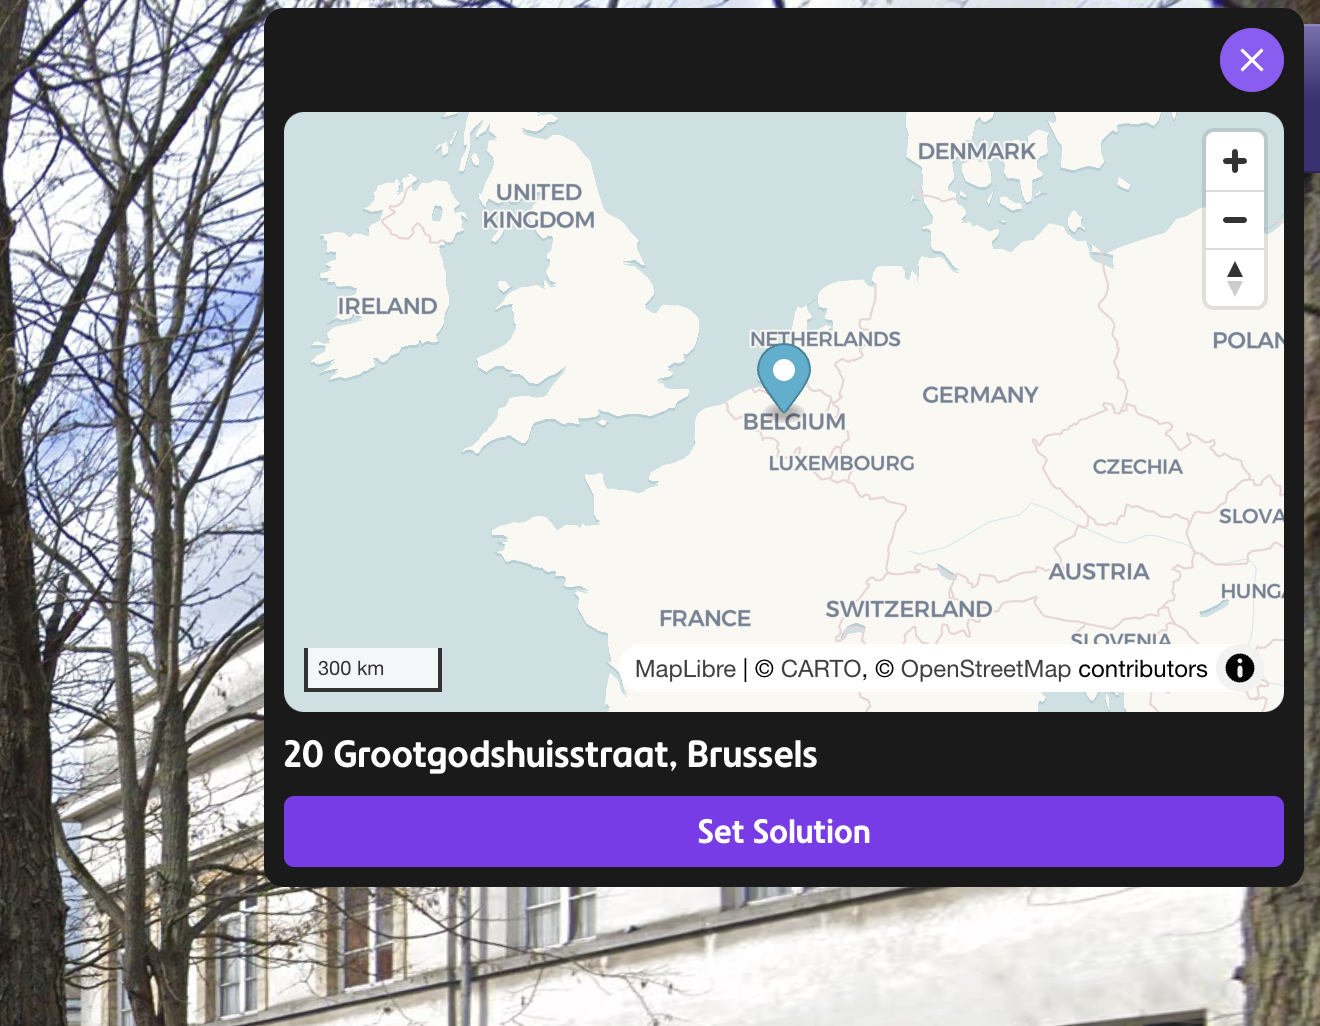 DENMARK
UNITED
KINGDOM
IRELAND
NETHERLANDS
POLAN
GERMANY
BELGIUM
LUXEMBOURG
CZECHIA
SLOVA
AUSTRIA
HUNGA
SWITZERLAND
FRANCE
SLOVENIA
300 km
MapLibre | © CARTO, © OpenStreetMap contributors
20 Grootgodshuisstraat, Brussels
Set Solution